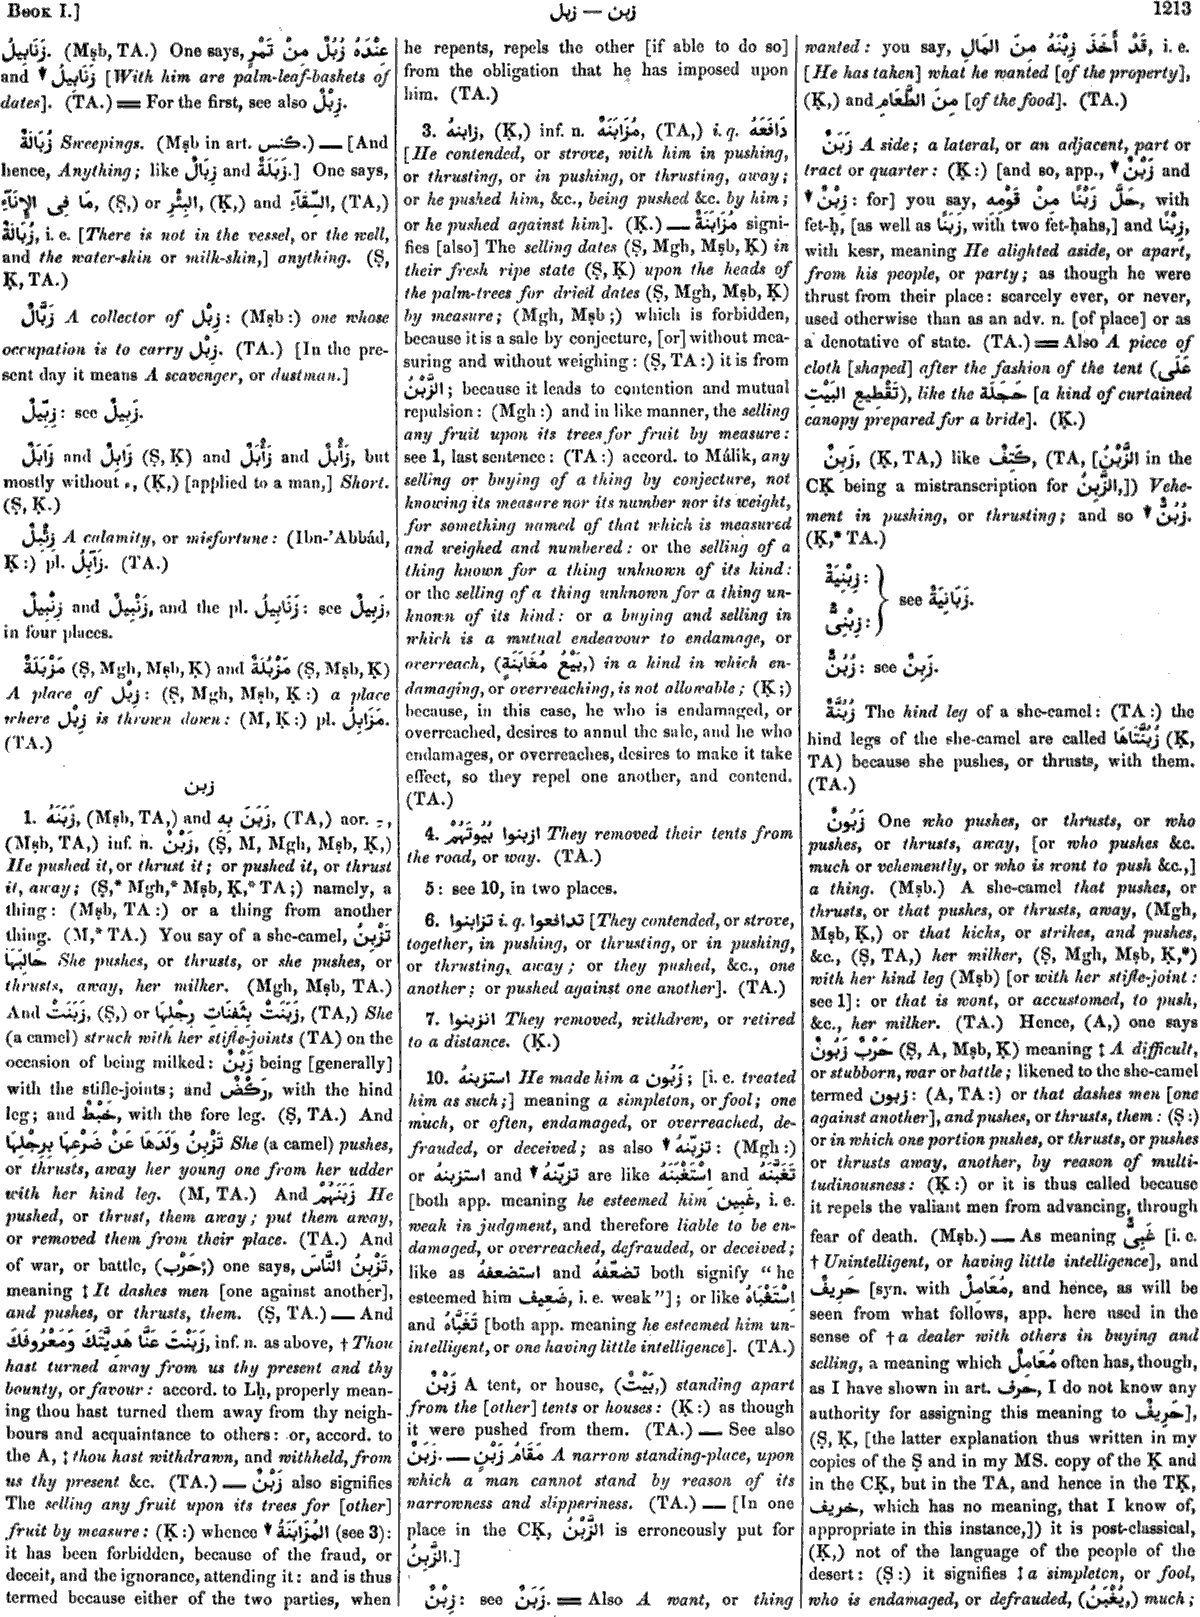 Book I.]
زبل — زبن
1213
زَنَابِيلُ. (Mṣb, TA.) One says, عِنْدَهُ زُبُلٌ مِنْ تَمْرٍ
and ↓ زَنَابِيلُ [With him are palm-leaf-baskets of
dates]. (TA.) ═ For the first, see also زِبْلٌ.
زُبَالَةٌ Sweepings. (Mṣb in art. كنس.) — [And
hence, Anything; like زِبَالٌ and زَبَلَةٌ.] One says,
مَا فِى الإِنَآءِ, (Ṣ,) or البِئْرِ, (Ḳ,) and السِّقَآءِ, (TA,)
زُبَالَةٌ, i. e. [There is not in the vessel, or the well,
and the water-skin or milk-skin,] anything. (Ṣ,
Ḳ, TA.)
زَبَّالٌ A collector of زِبْل: (Mṣb:) one whose
occupation is to carry زِبْل. (TA.) [In the pre-
sent day it means A scavenger, or dustman.]
زِبِّيلٌ: see زَبِيلٌ.
زَابَلٌ and زَابِلٌ (Ṣ, Ḳ) and زَأْبَلٌ and زَأْبِلٌ, but
mostly without ء, (Ḳ,) [applied to a man,] Short.
(Ṣ, Ḳ.)
زِئْبِلٌ A calamity, or misfortune: (Ibn-'Abbád,
Ḳ:) pl. زَآبِلُ. (TA.)
زِنْبِيلٌ and زَنْبِيلٌ, and the pl. زَنَابِيلُ: see زَبِيلٌ,
in four places.
مَزْبَلَةٌ (Ṣ, Mgh, Mṣb, Ḳ) and مَزْبُلَةٌ (Ṣ, Mṣb, Ḳ)
A place of زِبْل: (Ṣ, Mgh, Mṣb, Ḳ:) a place
where زِبْل is thrown down: (M, Ḳ:) pl. مَزَابِلُ.
(TA.)
زبن
1. زَبَنَهُ, (Mṣb, TA,) and زَبَنَ بِهِ, (TA,) aor. ـِ,
(Mṣb, TA,) inf. n. زَبْنٌ, (Ṣ, M, Mgh, Mṣb, Ḳ,)
He pushed it, or thrust it; or pushed it, or thrust
it, away; (Ṣ,* Mgh,* Mṣb, Ḳ,* TA;) namely, a
thing: (Mṣb, TA:) or a thing from another
thing. (M,* TA.) You say of a she-camel, تَزْبِنُ
حَالِبَهَا She pushes, or thrusts, or she pushes, or
thrusts, away, her milker. (Mgh, Mṣb, TA.)
And زَبَنَتْ, (Ṣ,) or زَبَنَتْ بِثَفِنَاتِ رِجْلِهَا, (TA,) She
(a camel) struck with her stifle-joints (TA) on the
occasion of being milked: زَبْنٌ being [generally]
with the stifle-joints; and رَكْضٌ, with the hind
leg; and خَبْطٌ, with the fore leg. (Ṣ, TA.) And
تَزْبِنُ وَلَدَهَا عَنْ ضَرْعِهَا بِرِجْلِهَا She (a camel) pushes,
or thrusts, away her young one from her udder
with her hind leg. (M, TA.) And زَبَنَهُمْ He
pushed, or thrust, them away; put them away,
or removed them from their place. (TA.) And
of war, or battle, (حَرْب;) one says, تَزْبِنُ النَّاسَ,
meaning ‡ It dashes men [one against another],
and pushes, or thrusts, them. (Ṣ, TA.) — And
زَبَنْتَ عَنَّا هَدِيَّتَكَ وَمَعْرُوفَكَ, inf. n. as above, † Thou
hast turned away from us thy present and thy
bounty, or favour: accord. to Lḥ, properly mean-
ing thou hast turned them away from thy neigh-
bours and acquaintance to others: or, accord. to
the A, ‡ thou hast withdrawn, and withheld, from
us thy present &c. (TA.) — زَبْنٌ also signifies
The selling any fruit upon its trees for [other]
fruit by measure: (Ḳ:) whence ↓ المُزَابَنَةُ (see 3):
it has been forbidden, because of the fraud, or
deceit, and the ignorance, attending it: and is thus
termed because either of the two parties, when
he repents, repels the other [if able to do so]
from the obligation that he has imposed upon
him. (TA.)
3. زابنهُ, (Ḳ,) inf. n. مُزَابَنَةٌ, (TA,) i. q. دَافَعَهُ
[He contended, or strove, with him in pushing,
or thrusting, or in pushing, or thrusting, away;
or he pushed him, &c., being pushed &c. by him;
or he pushed against him]. (Ḳ.) — مُزَابَنَةٌ signi-
fies [also] The selling dates (Ṣ, Mgh, Mṣb, Ḳ) in
their fresh ripe state (Ṣ, Ḳ) upon the heads of
the palm-trees for dried dates (Ṣ, Mgh, Mṣb, Ḳ)
by measure; (Mgh, Mṣb;) which is forbidden,
because it is a sale by conjecture, [or] without mea-
suring and without weighing: (Ṣ, TA:) it is from
الزَّبْنُ; because it leads to contention and mutual
repulsion: (Mgh:) and in like manner, the selling
any fruit upon its trees for fruit by measure:
see 1, last sentence: (TA:) accord. to Málik, any
selling or buying of a thing by conjecture, not
knowing its measure nor its number nor its weight,
for something named of that which is measured
and weighed and numbered: or the selling of a
thing known for a thing unknown of its kind:
or the selling of a thing unknown for a thing un-
known of its kind: or a buying and selling in
which is a mutual endeavour to endamage, or
overreach, (بَيْعُ مُغَابَنَةٍ,) in a kind in which en-
damaging, or overreaching, is not allowable; (Ḳ;)
because, in this case, he who is endamaged, or
overreached, desires to annul the sale, and he who
endamages, or overreaches, desires to make it take
effect, so they repel one another, and contend.
(TA.)
4. ازبنوا بُيُوتَهُمْ They removed their tents from
the road, or way. (TA.)
5: see 10, in two places.
6. تزابنوا i. q. تدافعوا [They contended, or strove,
together, in pushing, or thrusting, or in pushing,
or thrusting, away; or they pushed, &c., one
another; or pushed against one another]. (TA.)
7. انزبنوا They removed, withdrew, or retired
to a distance. (Ḳ.)
10. استزبنهُ He made him a زَبُون; [i. e. treated
him as such;] meaning a simpleton, or fool; one
much, or often, endamaged, or overreached, de-
frauded, or deceived; as also ↓ تزبّنهُ: (Mgh:)
or استزبنهُ and ↓ تزبّنهُ are like اِسْتَغْبَنَهُ and تَغَبَّنَهُ
[both app. meaning he esteemed him غَبِين, i. e.
weak in judgment, and therefore liable to be en-
damaged, or overreached, defrauded, or deceived;
like as استضعفهُ and تضعّفهُ both signify "he
esteemed him ضَعِيف, i. e. weak"]; or like اِسْتَغْبَاهُ
and تَغَبَّاهُ [both app. meaning he esteemed him un-
intelligent, or one having little intelligence]. (TA.)
زَبْنٌ A tent, or house, (بَيْتٌ,) standing apart
from the [other] tents or houses: (Ḳ:) as though
it were pushed from them. (TA.) — See also
زَبَنٌ. — مَقَامُ زَبْنٍ A narrow standing-place, upon
which a man cannot stand by reason of its
narrowness and slipperiness. (TA.) — [In one
place in the CḲ, الزَّبْنُ is erroneously put for
الزَّبِنُ.]
زِبْنٌ: see زَبَنٌ. ═ Also A want, or thing
wanted: you say, قَدْ أَخَذَ زِبْنَهُ مِنَ المَالِ, i. e.
[He has taken] what he wanted [of the property],
(Ḳ,) and مِنَ الطَّعَامِ [of the food]. (TA.)
زَبَنٌ A side; a lateral, or an adjacent, part or
tract or quarter: (Ḳ:) [and so, app., ↓ زَبْنٌ and
↓ زِبْنٌ: for] you say, حَلَّ زَبْنًا مِنْ قَوْمِهِ, with
fet-ḥ, [as well as زَبَنًا, with two fet-ḥahs,] and زِبْنًا,
with kesr, meaning He alighted aside, or apart,
from his people, or party; as though he were
thrust from their place: scarcely ever, or never,
used otherwise than as an adv. n. [of place] or as
a denotative of state. (TA.) ═ Also A piece of
cloth [shaped] after the fashion of the tent (عَلَى
تَقْطِيعِ البَيْتِ), like the حَجَلَة [a kind of curtained
canopy prepared for a bride]. (Ḳ.)
زَبِنٌ, (Ḳ, TA,) like كَتِفٌ, (TA, [الزَّبْنُ in the
CḲ being a mistranscription for الزَّبِنُ,]) Vehe-
ment in pushing, or thrusting; and so ↓ زُبُنٌّ.
(Ḳ,* TA.)
زِبْنِيَةٌ:
زِبْنِىٌّ:
} see زَبَانِيَةٌ.
زُبُنٌّ: see زَبِنٌ.
زُبُنَّةٌ The hind leg of a she-camel: (TA:) the
hind legs of the she-camel are called زُبُنَّتَاهَا (Ḳ,
TA) because she pushes, or thrusts, with them.
(TA.)
زَبُونٌ One who pushes, or thrusts, or who
pushes, or thrusts, away, [or who pushes &c.
much or vehemently, or who is wont to push &c.,]
a thing. (Mṣb.) A she-camel that pushes, or
thrusts, or that pushes, or thrusts, away, (Mgh,
Mṣb, Ḳ,) or that kicks, or strikes, and pushes,
&c., (Ṣ, TA,) her milker, (Ṣ, Mgh, Mṣb, Ḳ,*)
with her hind leg (Mṣb) [or with her stifle-joint:
see 1]: or that is wont, or accustomed, to push,
&c., her milker. (TA.) Hence, (A,) one says
حَرْبٌ زَبُونٌ (Ṣ, A, Mṣb, Ḳ) meaning ‡ A difficult,
or stubborn, war or battle; likened to the she-camel
termed زبون: (A, TA:) or that dashes men [one
against another], and pushes, or thrusts, them: (Ṣ:)
or in which one portion pushes, or thrusts, or pushes
or thrusts away, another, by reason of multi-
tudinousness: (Ḳ:) or it is thus called because
it repels the valiant men from advancing, through
fear of death. (Mṣb.) — As meaning غَبِىٌّ [i. e.
† Unintelligent, or having little intelligence], and
حَرِيفٌ [syn. with مُعَامِلٌ, and hence, as will be
seen from what follows, app. here used in the
sense of † a dealer with others in buying and
selling, a meaning which مُعَامِلٌ often has, though,
as I have shown in art. حرف, I do not know any
authority for assigning this meaning to حَرِيفٌ],
(Ṣ, Ḳ, [the latter explanation thus written in my
copies of the Ṣ and in my MS. copy of the Ḳ and
in the CḲ, but in the TA, and hence in the TḲ,
خريف, which has no meaning, that I know of,
appropriate in this instance,]) it is post-classical,
(Ḳ,) not of the language of the people of the
desert: (Ṣ:) it signifies ‡ a simpleton, or fool,
who is endamaged, or defrauded, (يُغْبَنُ,) much;